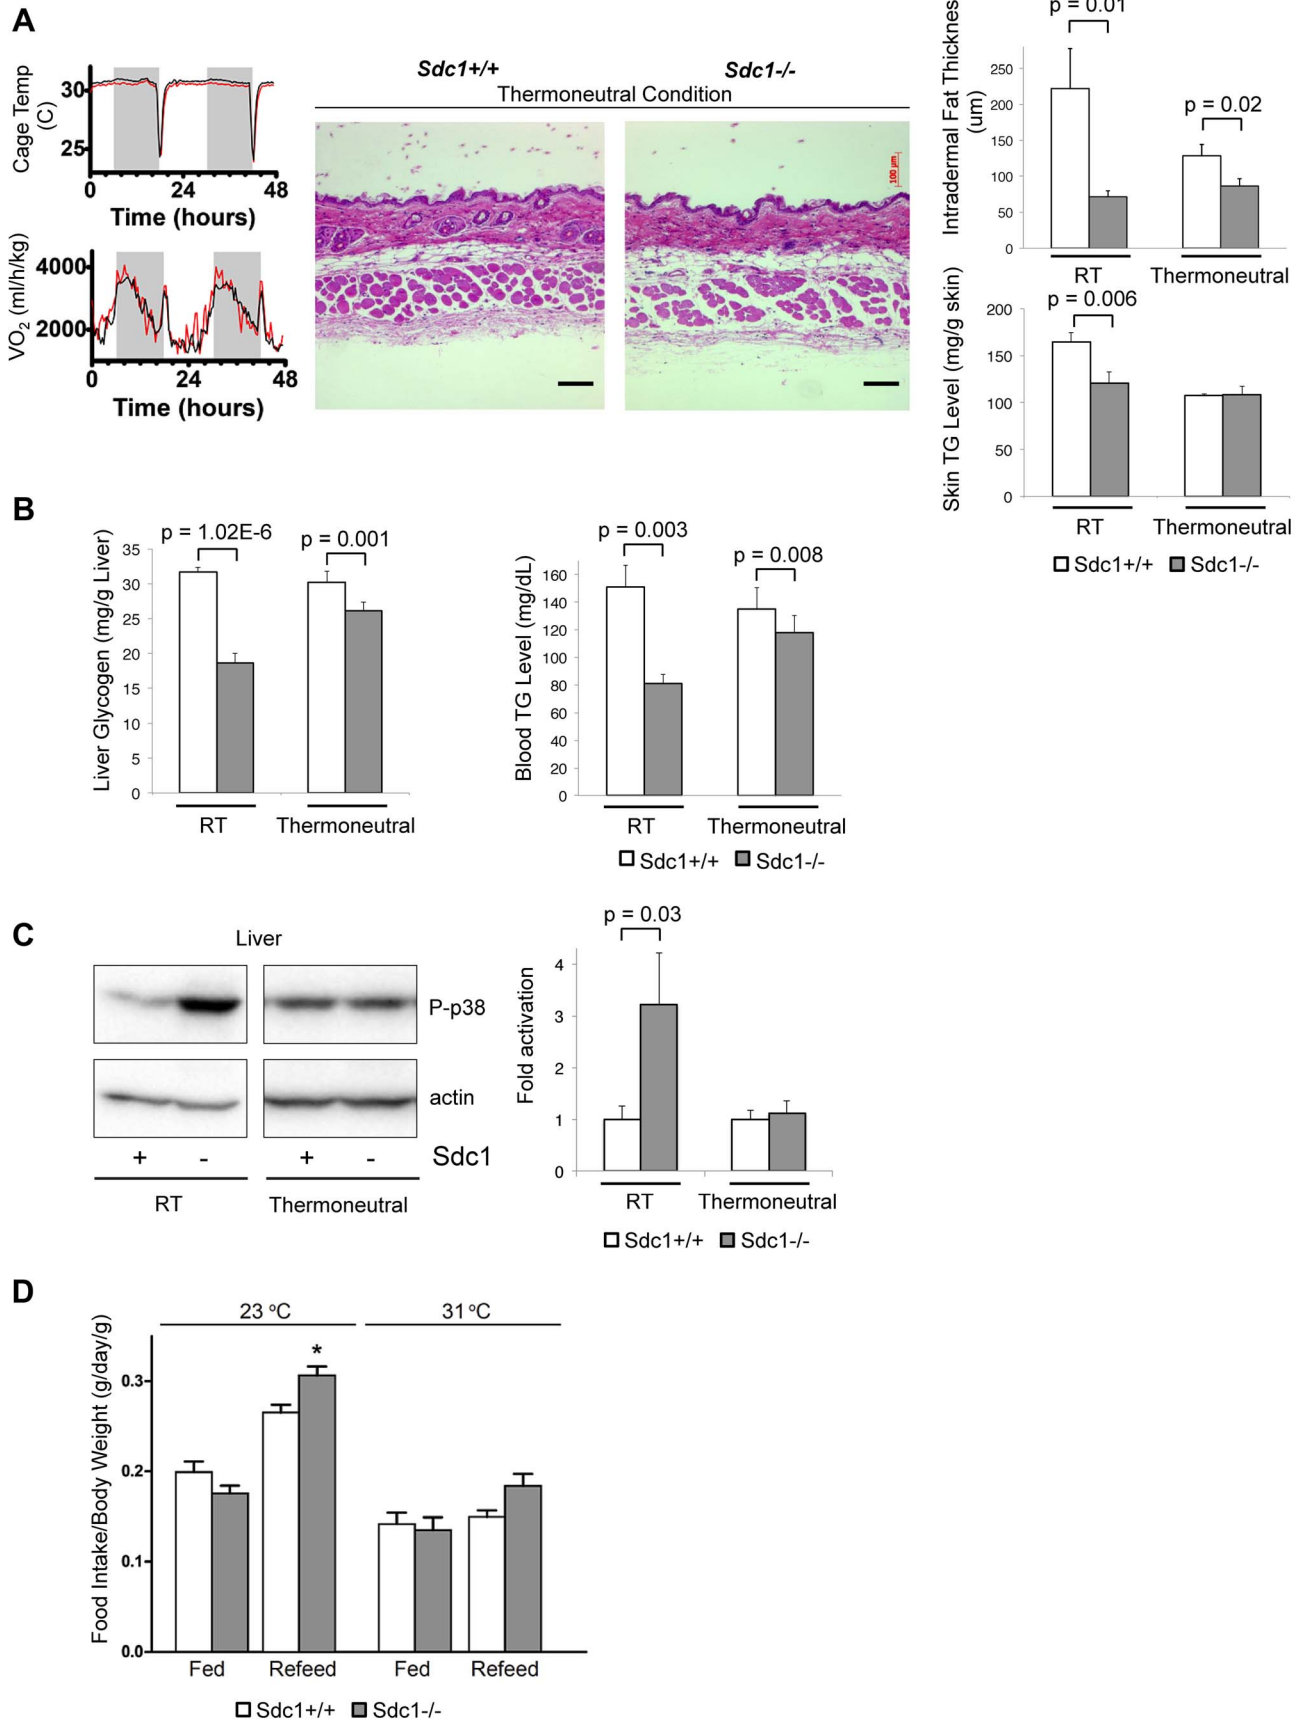 A
Cage Temp
(C)
30
25
0
24
48
Time (hours)
VO2 (ml/h/kg)
4000
2000
0
24
48
Time (hours)
Sdc1+/+
Sdc1-/-
Thermoneutral Condition
100 µm
p = 0.01
p = 0.02
Intradermal Fat Thicknes
(um)
250
200
150
100
50
0
RT
Thermoneutral
p = 0.006
Skin TG Level (mg/g skin)
200
150
100
50
0
RT
Thermoneutral
Sdc1+/+
Sdc1-/-
B
p = 1.02E-6
p = 0.001
Liver Glycogen (mg/g Liver)
35
30
25
20
15
10
5
0
RT
Thermoneutral
p = 0.003
p = 0.008
Blood TG Level (mg/dL)
160
140
120
100
80
60
40
20
0
RT
Thermoneutral
Sdc1+/+
Sdc1-/-
C
Liver
P-p38
actin
+
-
+
-
Sdc1
RT
Thermoneutral
p = 0.03
Fold activation
4
3
2
1
0
RT
Thermoneutral
Sdc1+/+
Sdc1-/-
D
23 ºC
31 ºC
*
Food Intake/Body Weight (g/day/g)
0.3
0.2
0.1
0.0
Fed
Refeed
Fed
Refeed
Sdc1+/+
Sdc1-/-